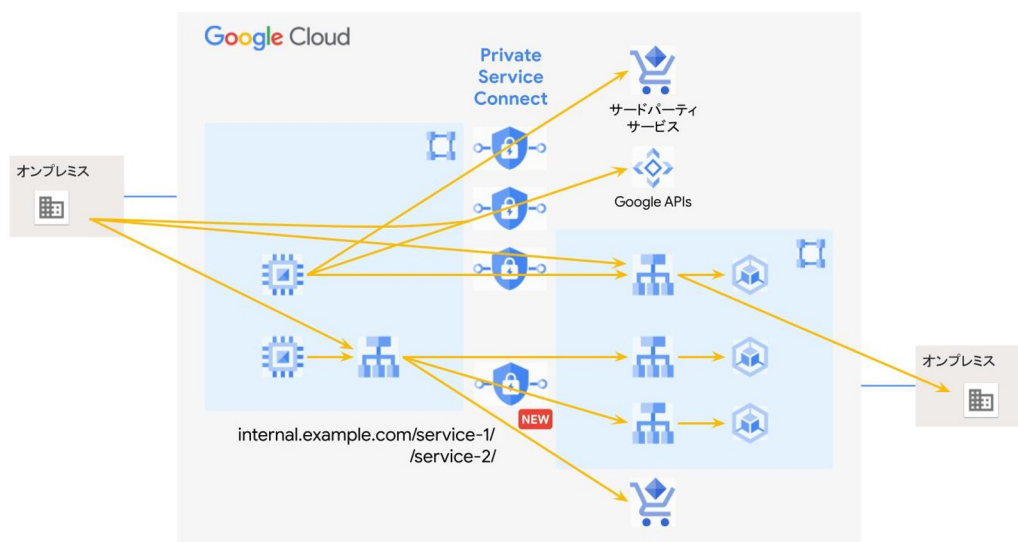 Google Cloud
Private
Service
Connect
サードパーティ
サービス
オンプレミス
Google APIs
オンプレミス
NEW
internal.example.com/service-1/
/service-2/